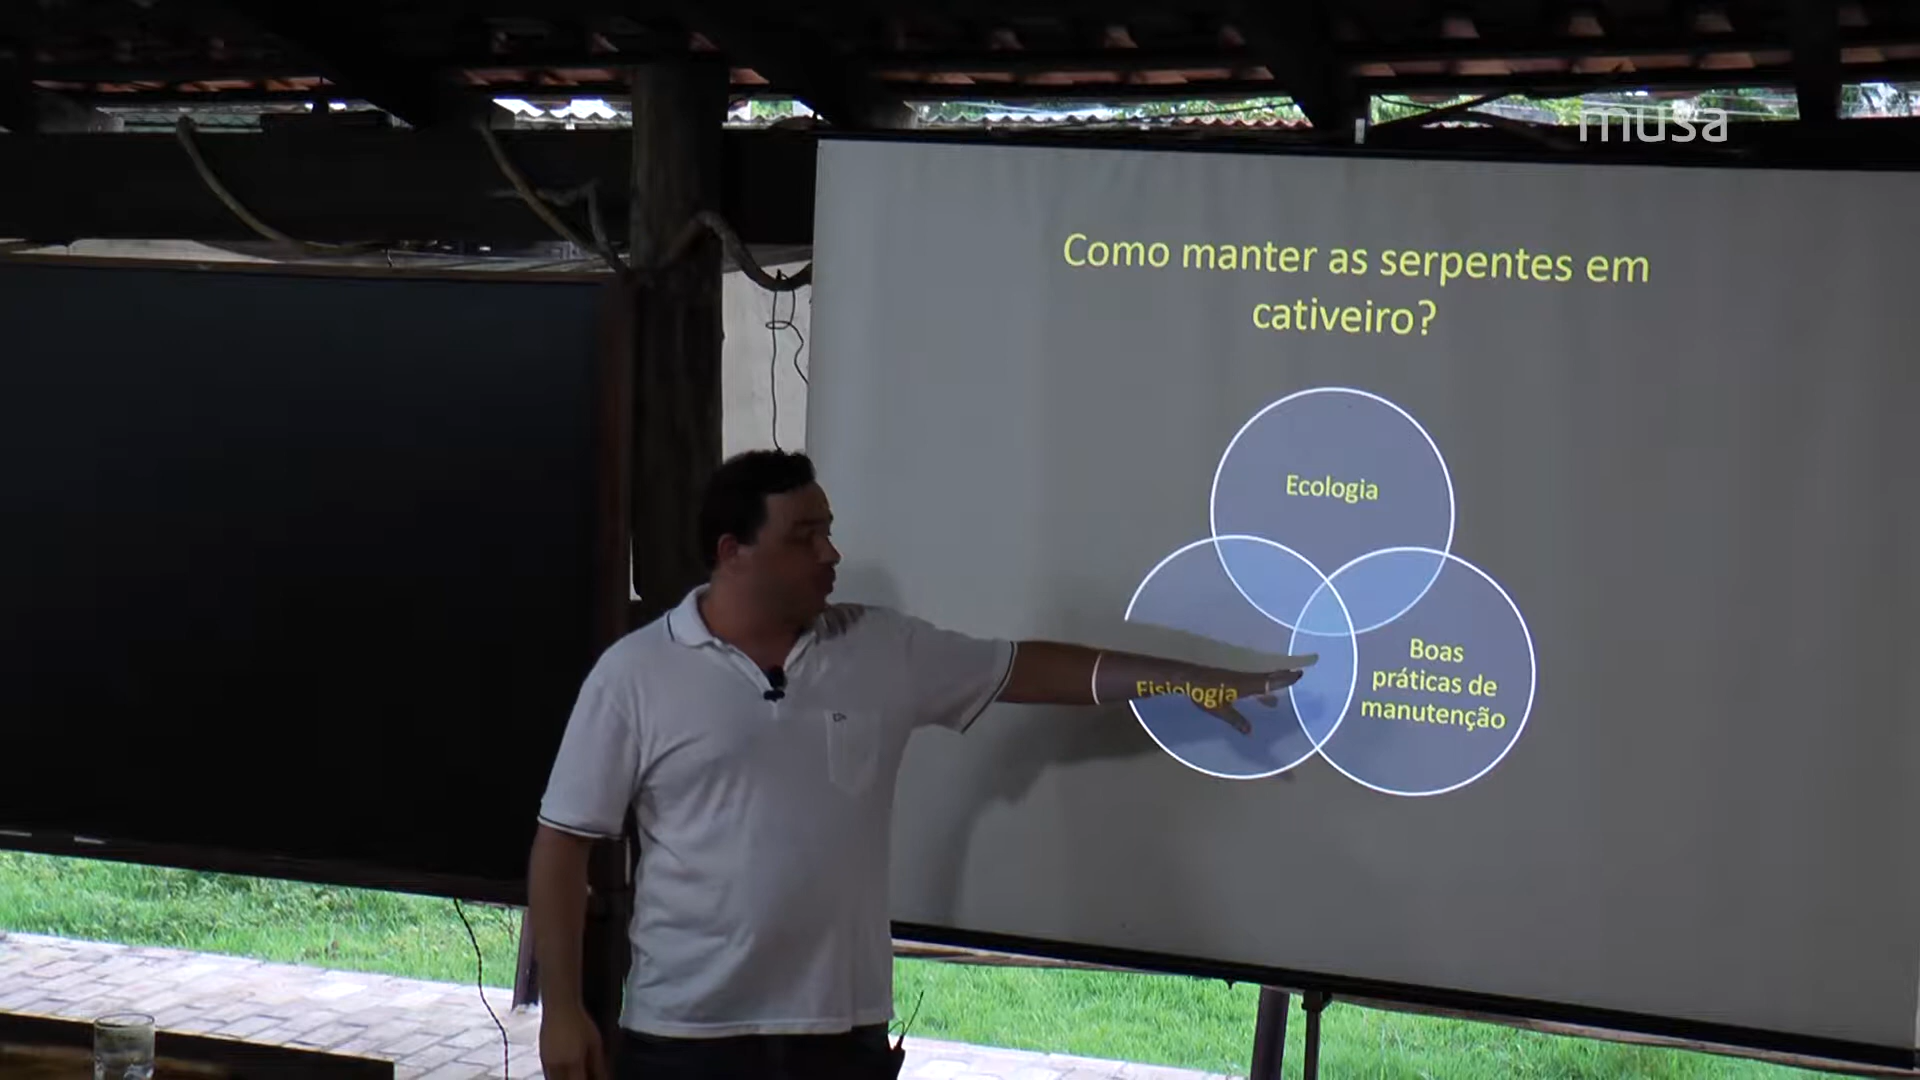 musa
Como manter as serpentes em
cativeiro?
Ecologia
Boas
práticas de
manutenção
Fisiologia